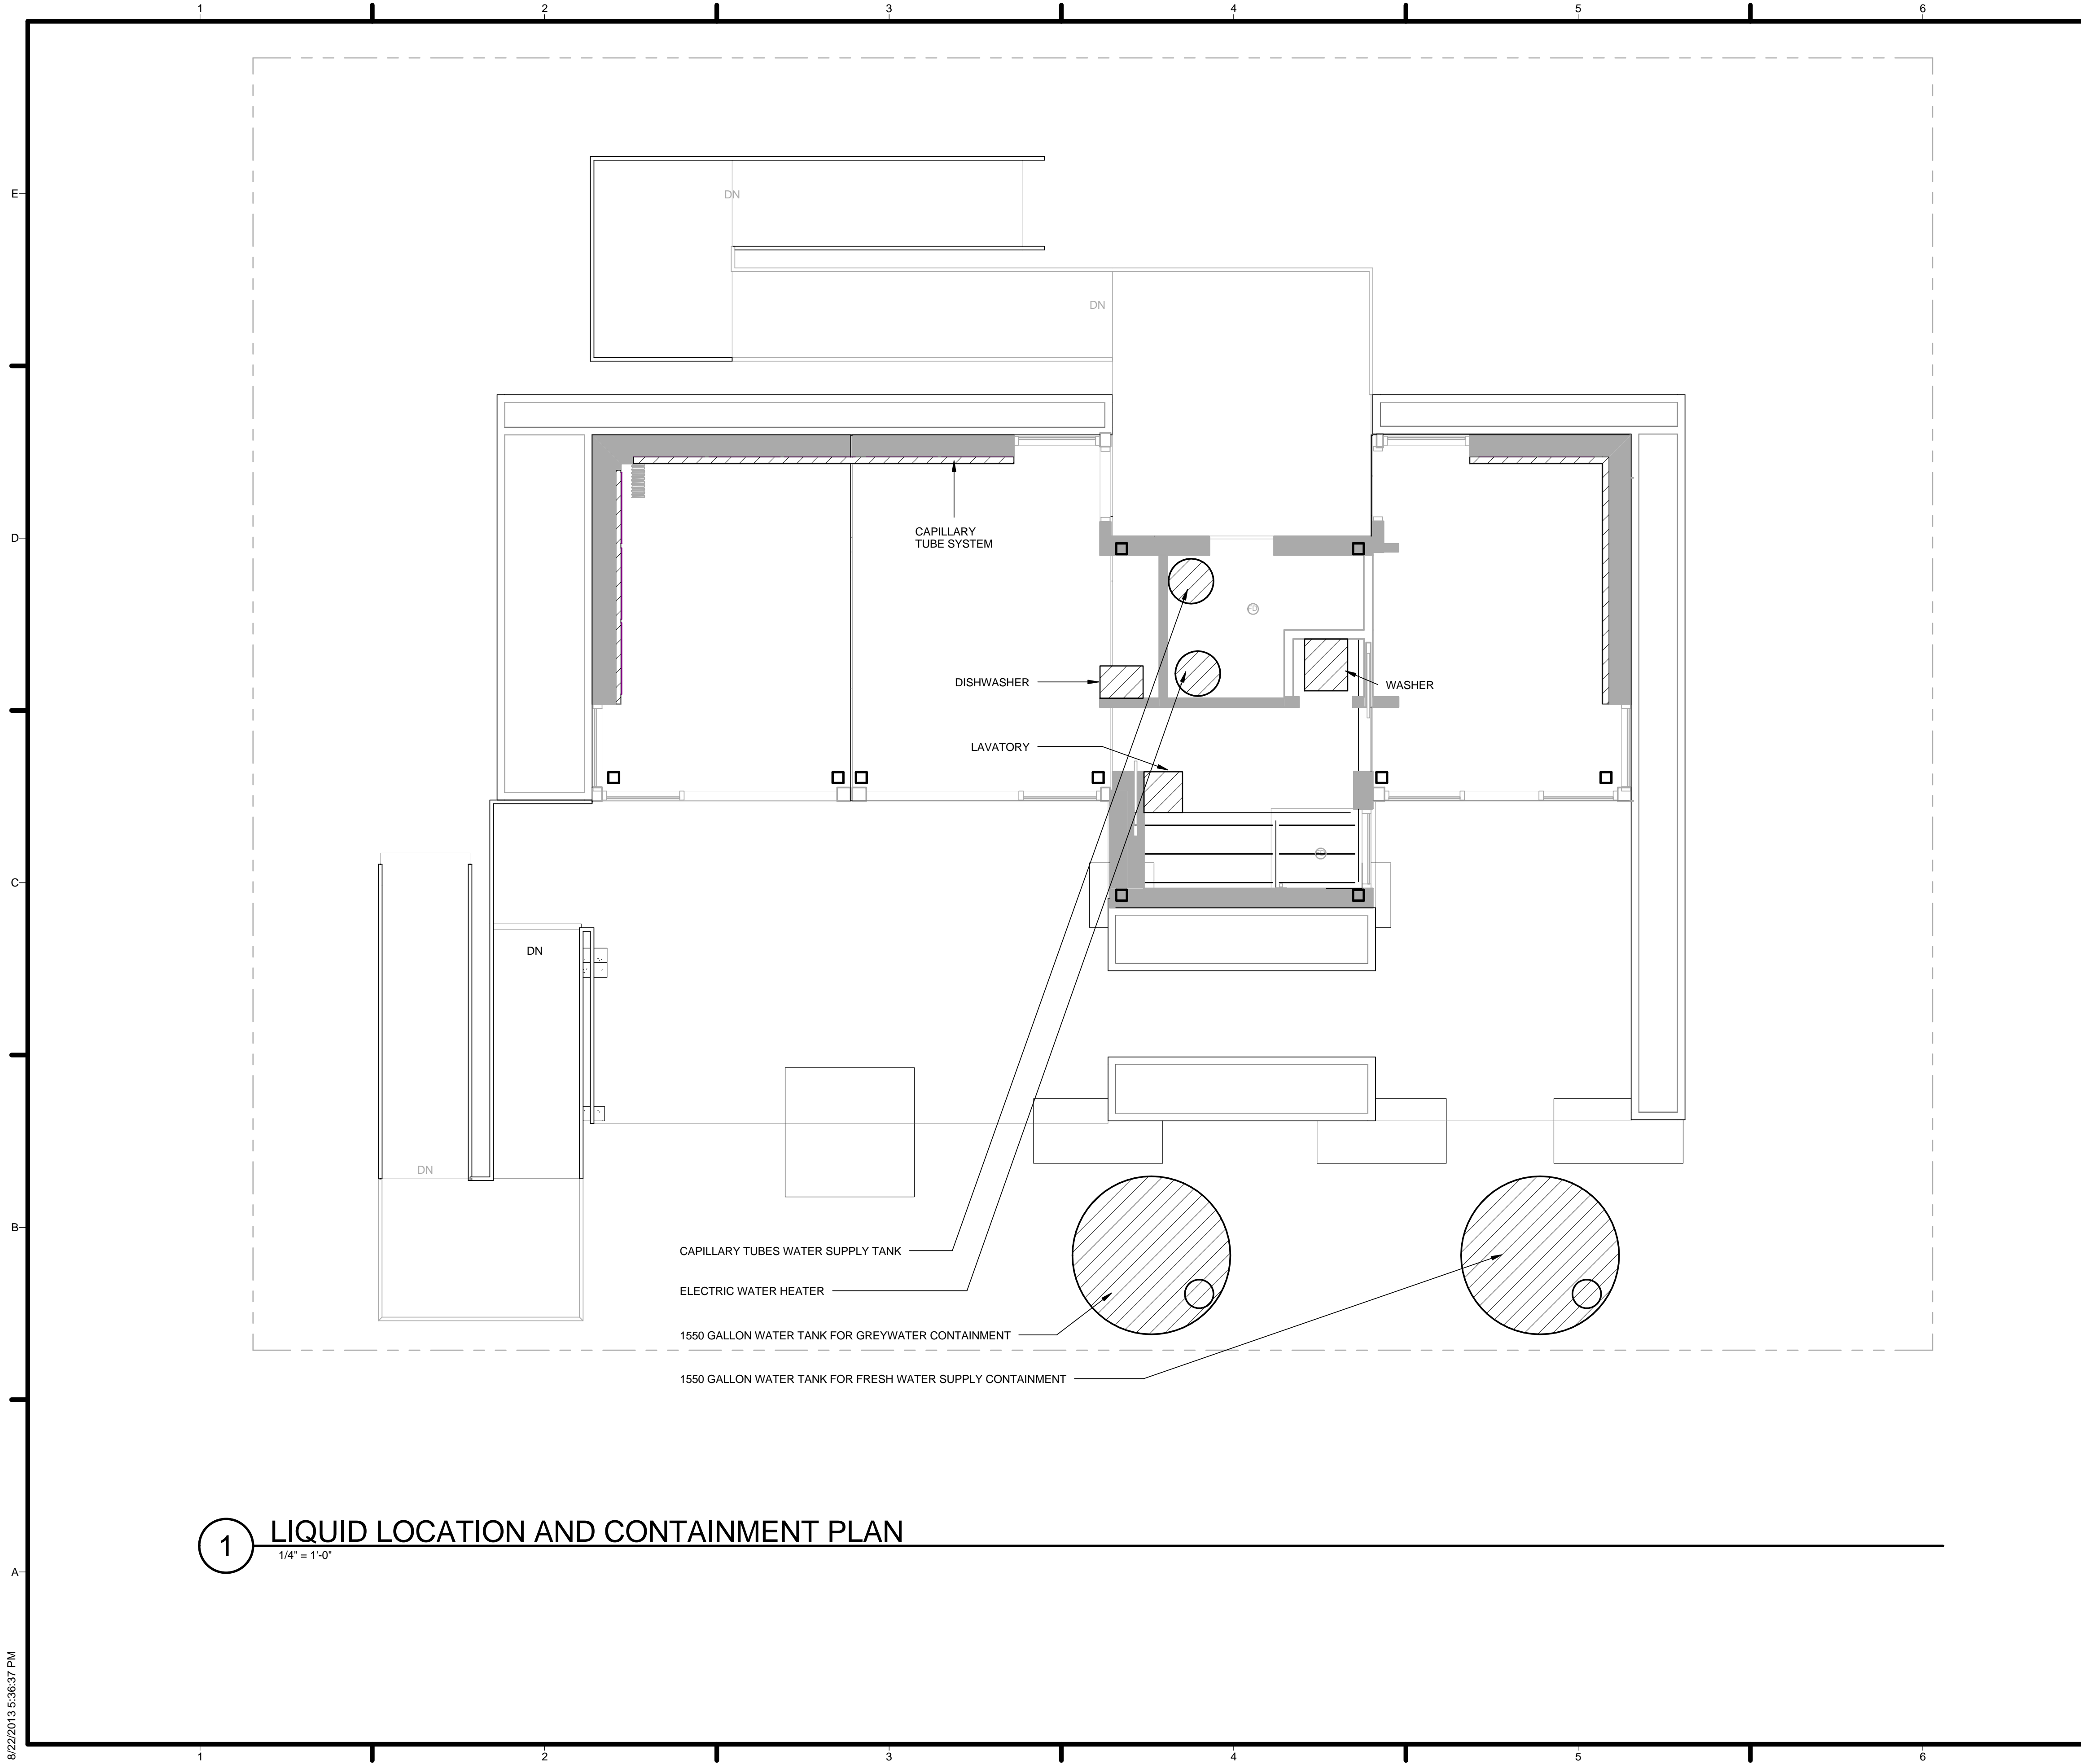 1 2 3 4 5 6
E
DN
DN
D
CAPILLARY
TUBE SYSTEM
FD
DISHWASHER
WASHER
LAVATORY
C
DN
DN
B
CAPILLARY TUBES WATER SUPPLY TANK
ELECTRIC WATER HEATER
1550 GALLON WATER TANK FOR GREYWATER CONTAINMENT
1550 GALLON WATER TANK FOR FRESH WATER SUPPLY CONTAINMENT
1 LIQUID LOCATION AND CONTAINMENT PLAN
1/4" = 1'-0"
A
8/22/2013 5:36:37 PM
1 2 3 4 5 6